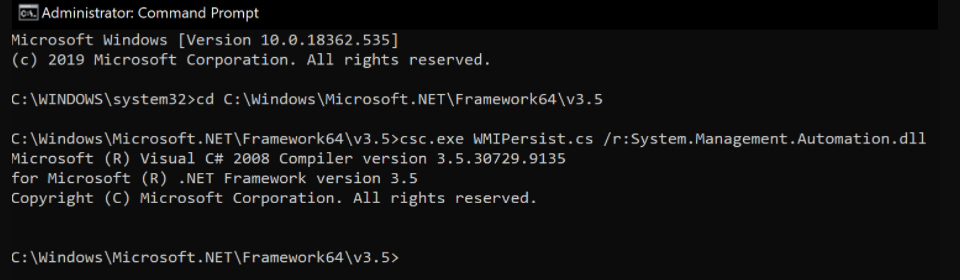 Administrator: Command Prompt
Microsoft Windows [Version 10.0.18362.535]
(c) 2019 Microsoft Corporation. All rights reserved.
C:\WINDOWS\system32>cd C:\Windows\Microsoft.NET\Framework64\v3.5
C:\Windows\Microsoft.NET\Framework64\v3.5>csc.exe WMIPersist.cs /r:System.Management.Automation.dll
Microsoft (R) Visual C# 2008 Compiler version 3.5.30729.9135
for Microsoft (R) .NET Framework version 3.5
Copyright (C) Microsoft Corporation. All rights reserved.
C:\Windows\Microsoft.NET\Framework64\v3.5>